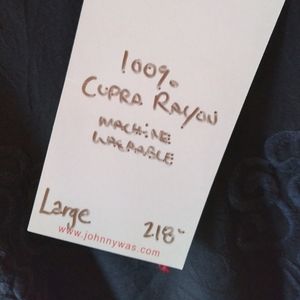 100%
CUPRA RAYON
MACHINE
WASHABLE
Large 218-
www.johnnywas.com